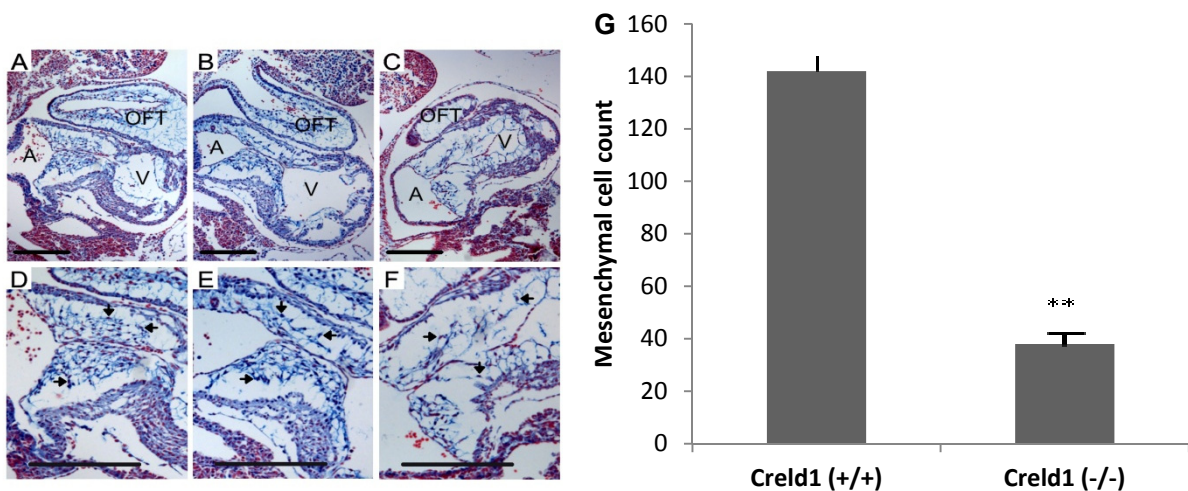 A
OFT
A
V
B
OFT
A
V
C
OFT
V
A
D
E
F
G
Mesenchymal cell count
160
140
120
100
80
60
40
20
0
**
Creld1 (+/+)
Creld1 (-/-)